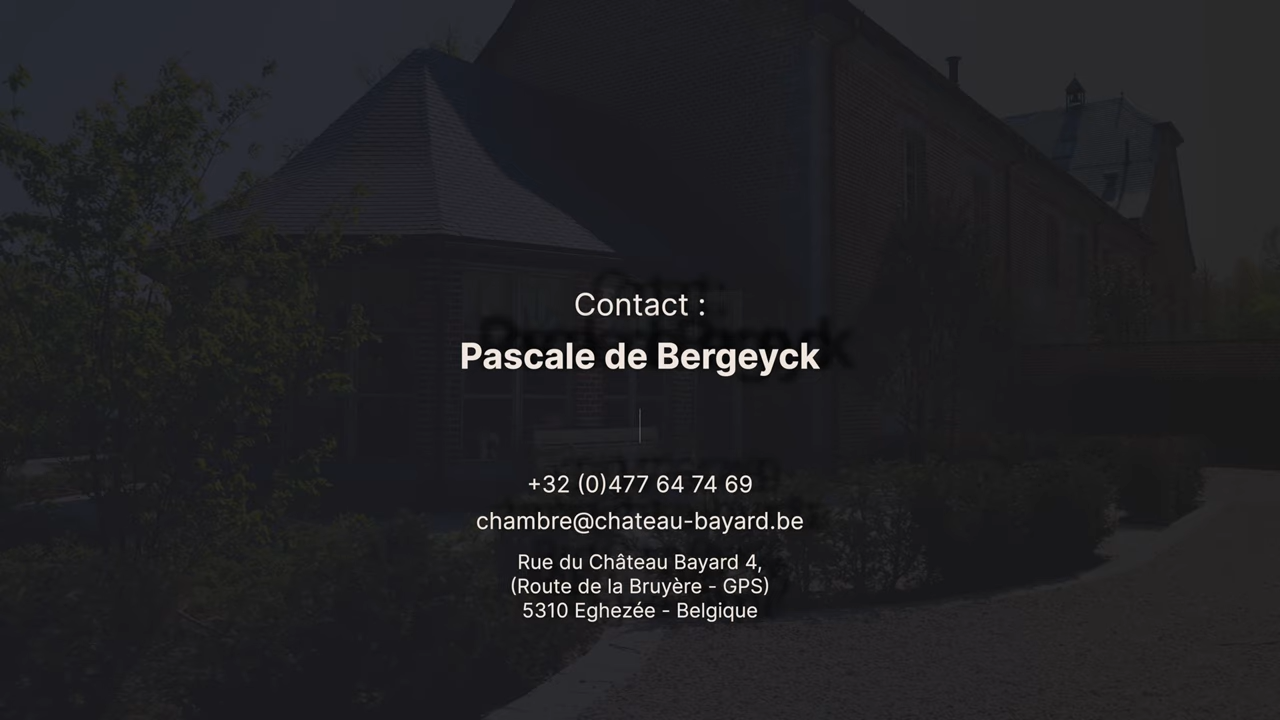 Contact :
Pascale de Bergeyck
+32 (0)477 64 74 69
chambre@chateau-bayard.be
Rue du Château Bayard 4,
(Route de la Bruyère - GPS)
5310 Eghezée - Belgique